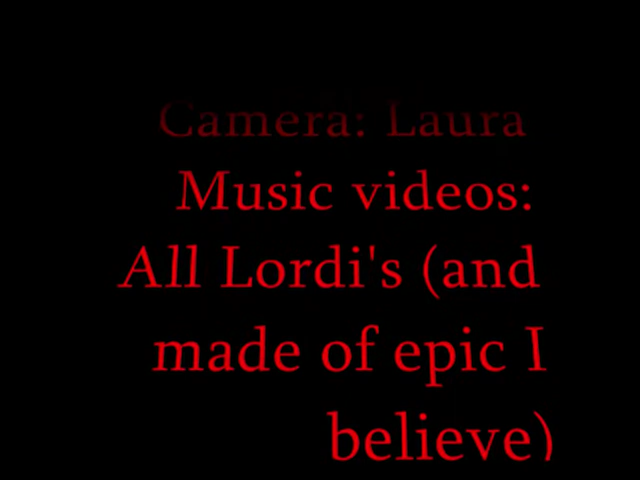 Camera: Laura
Music videos:
All Lordi's (and
made of epic I
believe)